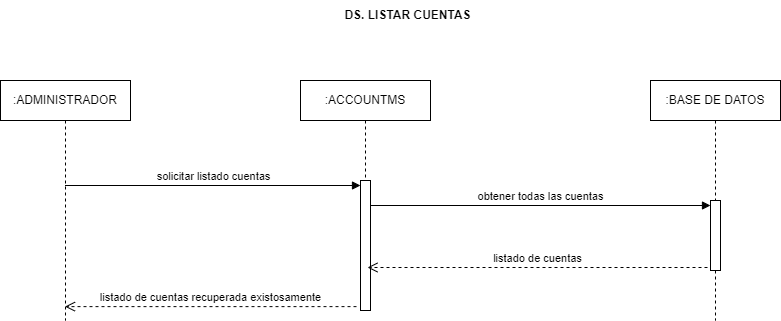 DS. LISTAR CUENTAS
:ADMINISTRADOR
:ACCOUNTMS
:BASE DE DATOS
solicitar listado cuentas
obtener todas las cuentas
listado de cuentas
listado de cuentas recuperada existosamente